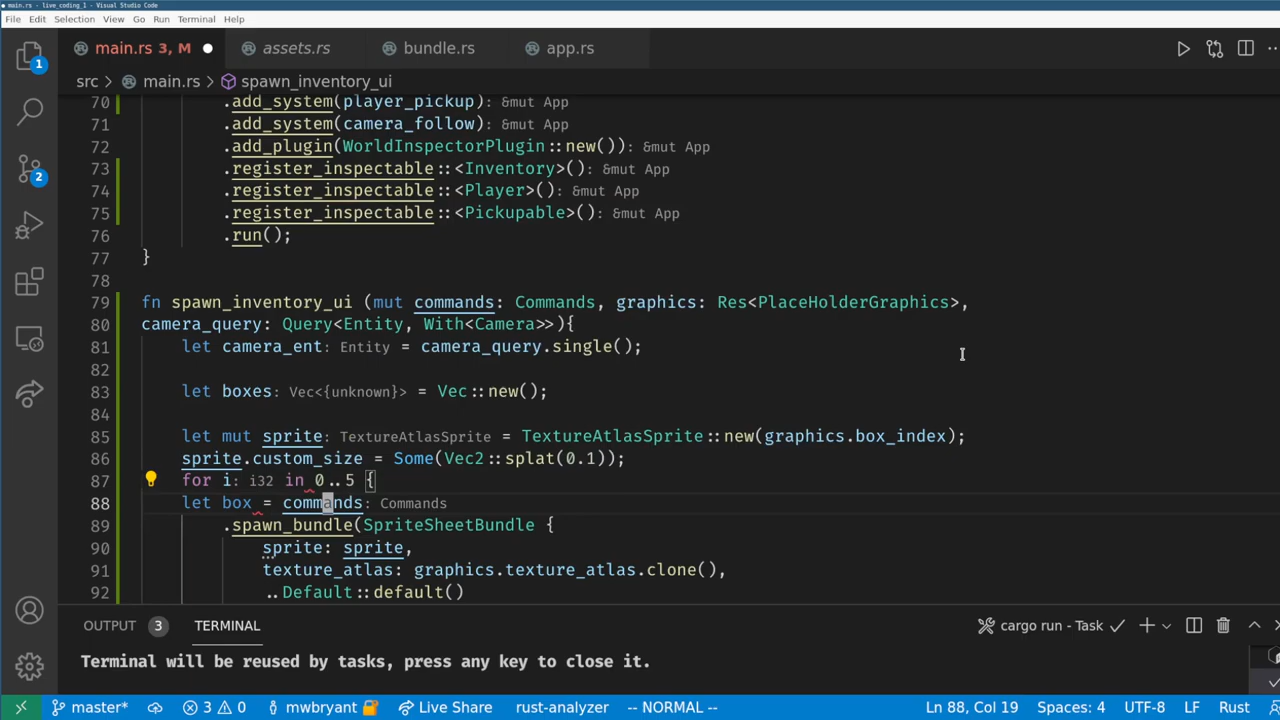 main.rs - live_coding_1 - Visual Studio Code
File Edit Selection View Go Run Terminal Help
main.rs 3, M assets.rs bundle.rs app.rs
src > main.rs > spawn_inventory_ui
70 .add_system(player_pickup): &mut App
71 .add_system(camera_follow): &mut App
72 .add_plugin(WorldInspectorPlugin::new()): &mut App
73 .register_inspectable::<Inventory>(): &mut App
74 .register_inspectable::<Player>(): &mut App
75 .register_inspectable::<Pickupable>(): &mut App
76 .run();
77 }
78
79 fn spawn_inventory_ui (mut commands: Commands, graphics: Res<PlaceHolderGraphics>,
80 camera_query: Query<Entity, With<Camera>>){
81 let camera_ent: Entity = camera_query.single();
82
83 let boxes: Vec<{unknown}> = Vec::new();
84
85 let mut sprite: TextureAtlasSprite = TextureAtlasSprite::new(graphics.box_index);
86 sprite.custom_size = Some(Vec2::splat(0.1));
87 for i: i32 in 0..5 {
88 let box = commands: Commands
89 .spawn_bundle(SpriteSheetBundle {
90 sprite: sprite,
91 texture_atlas: graphics.texture_atlas.clone(),
92 ..Default::default()
1
2
OUTPUT 3 TERMINAL cargo run - Task
Terminal will be reused by tasks, press any key to close it.
master* 3 0 mwbryant Live Share rust-analyzer -- NORMAL -- Ln 88, Col 19 Spaces: 4 UTF-8 LF Rust